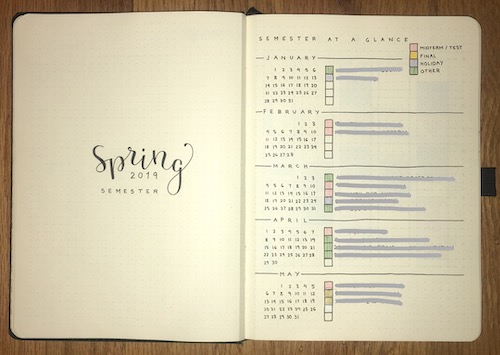 Spring
2019
SEMESTER
SEMESTER AT A GLANCE
MIDTERM / TEST
FINAL
HOLIDAY
OTHER
JANUARY
1 2 3 4 5 6
7 8 9 10 11 12 13
14 15 16 17 18 19 20
21 22 23 24 25 26 27
28 29 30 31
FEBRUARY
1 2 3
4 5 6 7 8 9 10
11 12 13 14 15 16 17
18 19 20 21 22 23 24
25 26 27 28
MARCH
1 2 3
4 5 6 7 8 9 10
11 12 13 14 15 16 17
18 19 20 21 22 23 24
25 26 27 28 29 30 31
APRIL
1 2 3 4 5 6 7
8 9 10 11 12 13 14
15 16 17 18 19 20 21
22 23 24 25 26 27 28
29 30
MAY
1 2 3 4 5
6 7 8 9 10 11 12
13 14 15 16 17 18 19
20 21 22 23 24 25 26
27 28 29 30 31